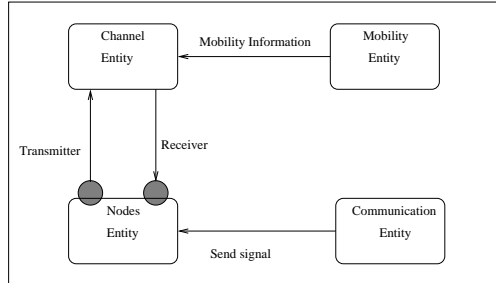 Channel
Entity
Mobility Information
Mobility
Entity
Transmitter
Receiver
Nodes
Entity
Communication
Entity
Send signal